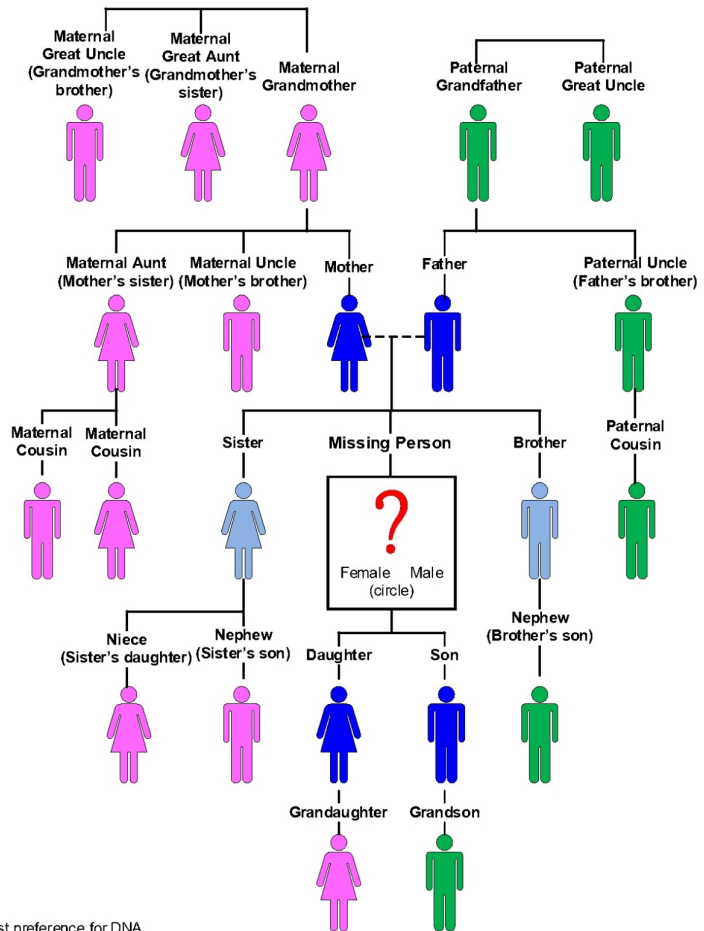 Maternal
Great Uncle
(Grandmother's
brother)
Maternal
Great Aunt
(Grandmother's
sister)
Maternal
Grandmother
Paternal
Grandfather
Paternal
Great Uncle
Maternal Aunt
(Mother's sister)
Maternal Uncle
(Mother's brother)
Mother
Father
Paternal Uncle
(Father's brother)
Maternal
Cousin
Maternal
Cousin
Sister
Missing Person
Brother
Paternal
Cousin
?
Female Male
(circle)
Niece
(Sister's daughter)
Nephew
(Sister's son)
Daughter
Son
Nephew
(Brother's son)
Grandaughter
Grandson
preference for DNA